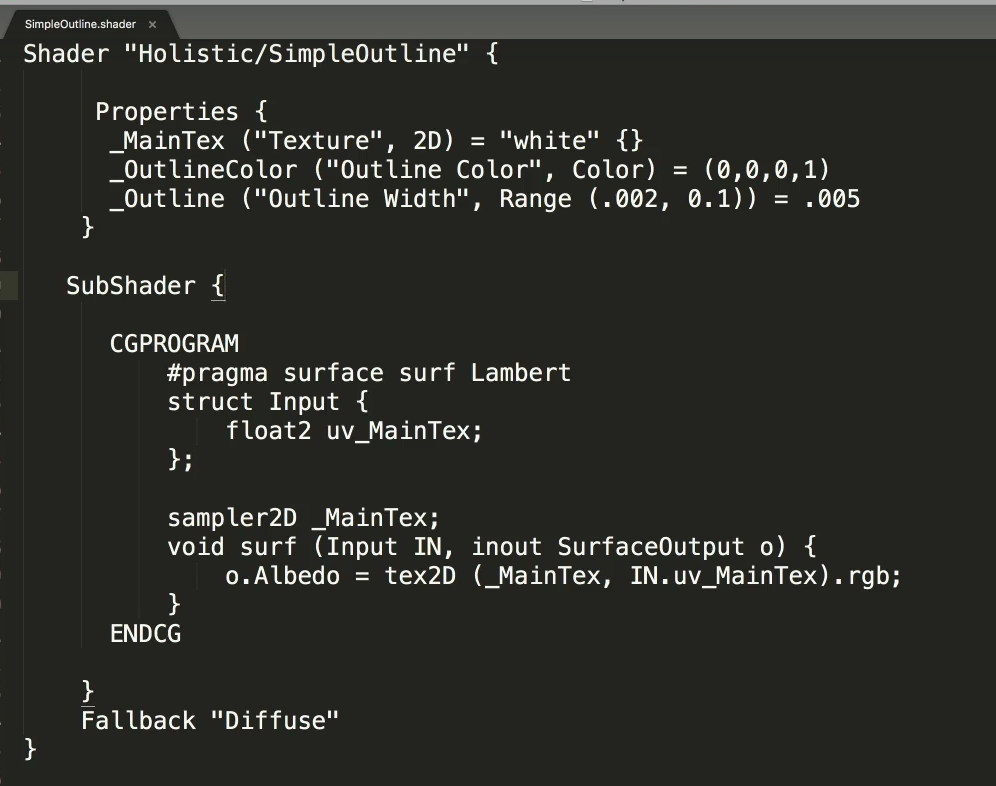 SimpleOutline.shader ×
Shader "Holistic/SimpleOutline" {
Properties {
_MainTex ("Texture", 2D) = "white" {}
_OutlineColor ("Outline Color", Color) = (0,0,0,1)
_Outline ("Outline Width", Range (.002, 0.1)) = .005
}
SubShader {
CGPROGRAM
#pragma surface surf Lambert
struct Input {
float2 uv_MainTex;
};
sampler2D _MainTex;
void surf (Input IN, inout SurfaceOutput o) {
o.Albedo = tex2D (_MainTex, IN.uv_MainTex).rgb;
}
ENDCG
}
Fallback "Diffuse"
}